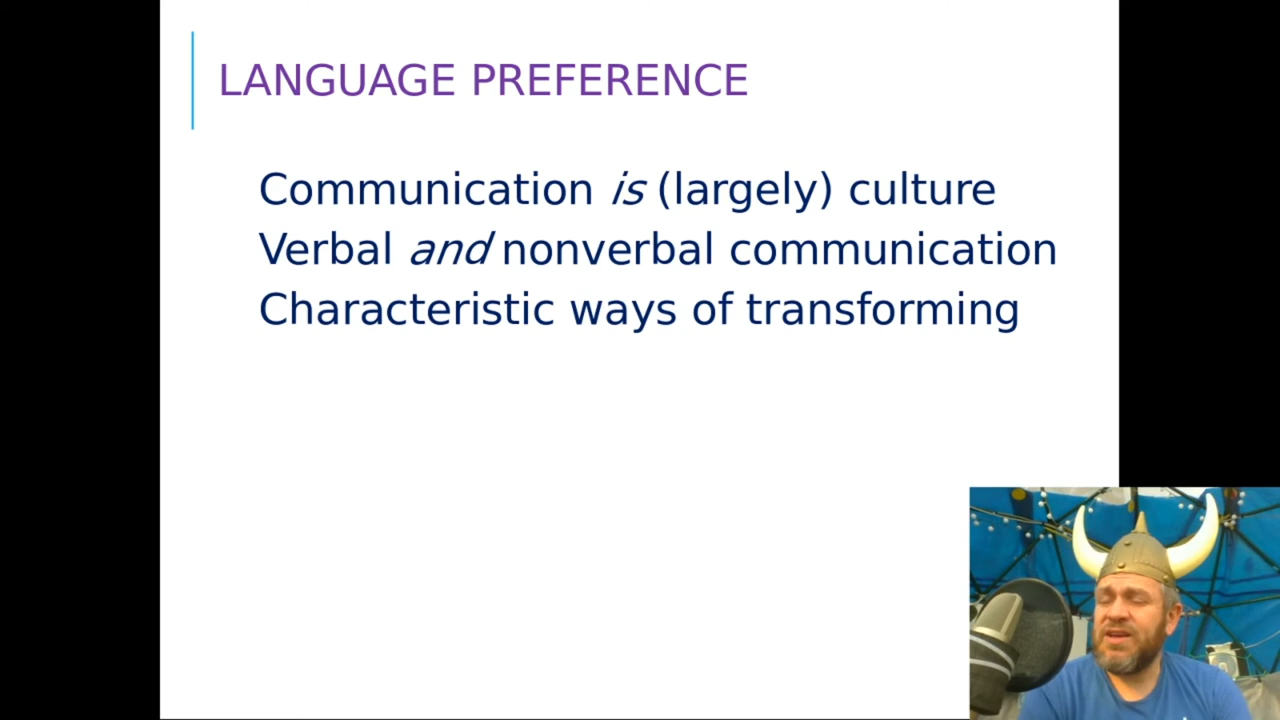 LANGUAGE PREFERENCE
Communication is (largely) culture
Verbal and nonverbal communication
Characteristic ways of transforming